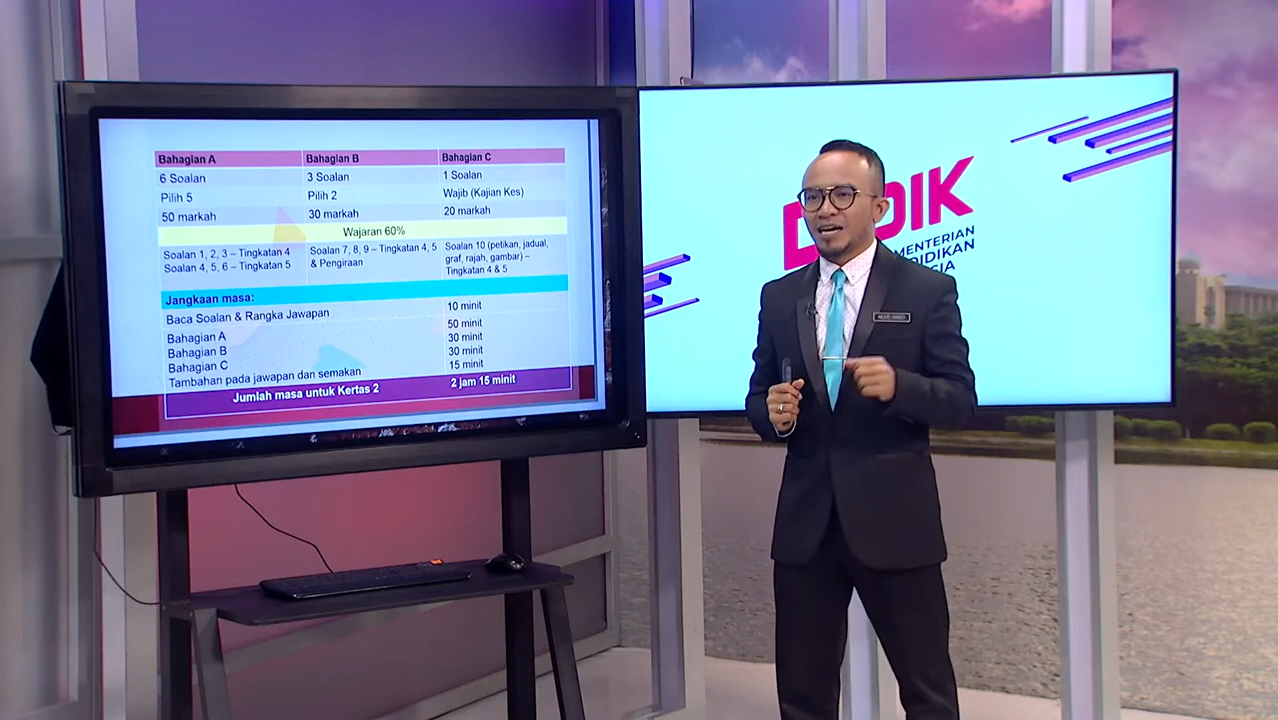 Bahagian A Bahagian B Bahagian C
6 Soalan 3 Soalan 1 Soalan
Pilih 5 Pilih 2 Wajib (Kajian Kes)
50 markah 30 markah 20 markah
Wajaran 60%
Soalan 1, 2, 3 – Tingkatan 4
Soalan 4, 5, 6 – Tingkatan 5
Soalan 7, 8, 9 – Tingkatan 4, 5
& Pengiraan
Soalan 10 (petikan, jadual,
graf, rajah, gambar) –
Tingkatan 4 & 5
Jangkaan masa:
Baca Soalan & Rangka Jawapan 10 minit
Bahagian A 50 minit
Bahagian B 30 minit
Bahagian C 30 minit
Tambahan pada jawapan dan semakan 15 minit
Jumlah masa untuk Kertas 2 2 jam 15 minit